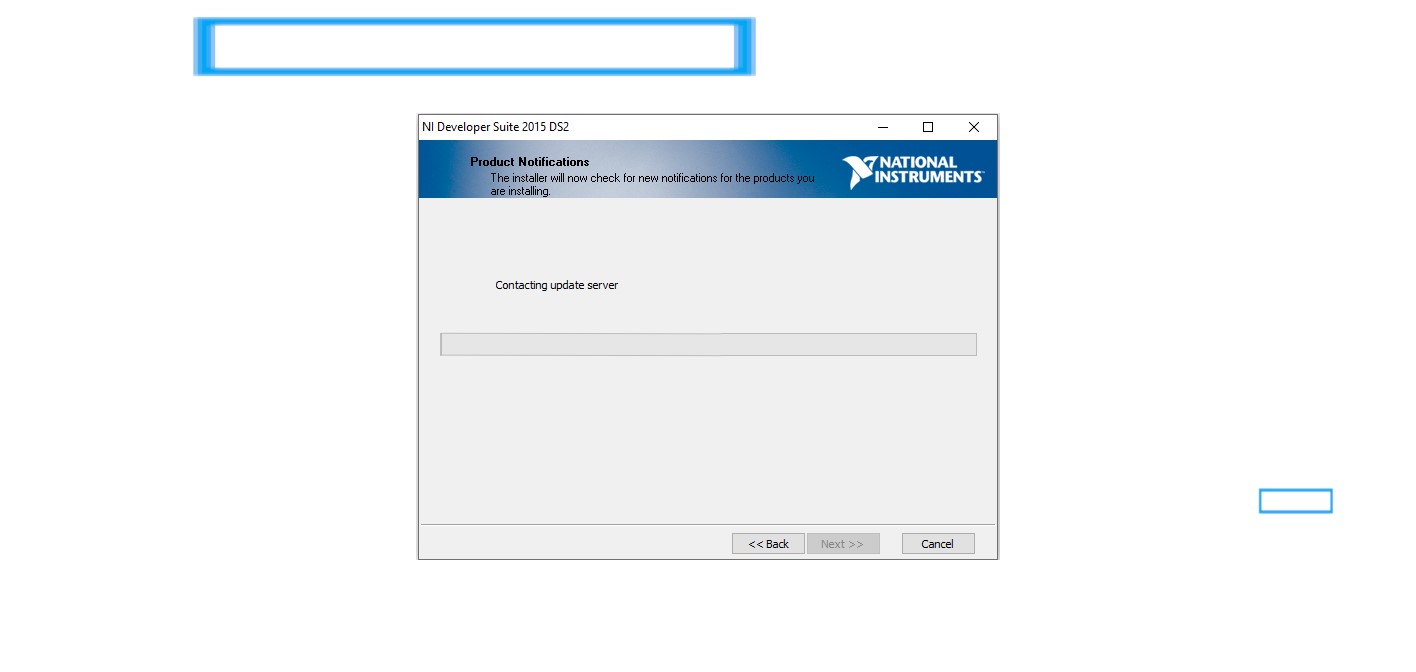 NI Developer Suite 2015 DS2
Product Notifications
The installer will now check for new notifications for the products you
are installing.
NATIONAL
INSTRUMENTS
Contacting update server
<< Back
Next >>
Cancel